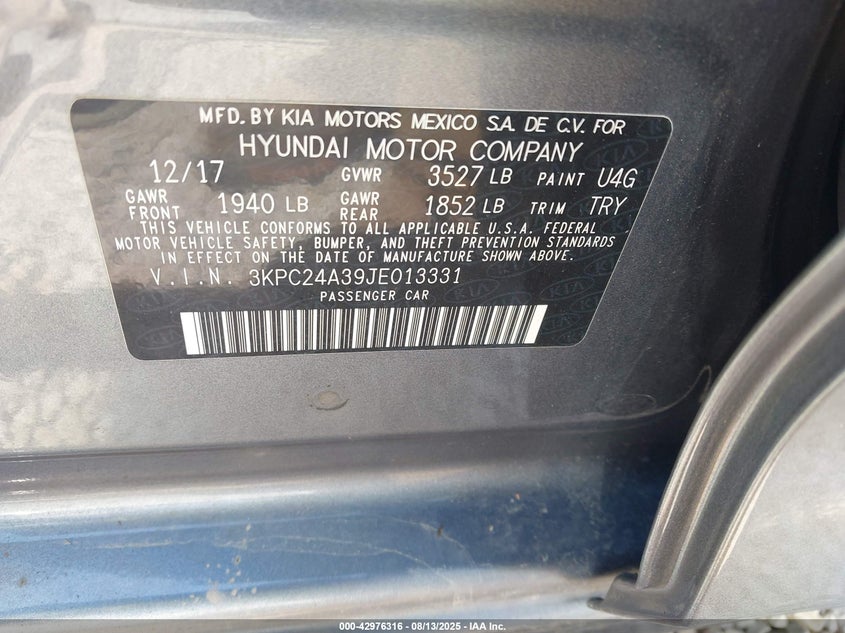 MFD. BY KIA MOTORS MEXICO S.A. DE C.V. FOR
HYUNDAI MOTOR COMPANY
12/17 GVWR 3527 LB PAINT U4G
GAWR FRONT 1940 LB GAWR REAR 1852 LB TRIM TRY
THIS VEHICLE CONFORMS TO ALL APPLICABLE U.S.A. FEDERAL
MOTOR VEHICLE SAFETY, BUMPER, AND THEFT PREVENTION STANDARDS
IN EFFECT ON THE DATE OF MANUFACTURE SHOWN ABOVE.
V.I.N. 3KPC24A39JE013331
PASSENGER CAR
000-42976316 - 08/13/2025 - IAA Inc.